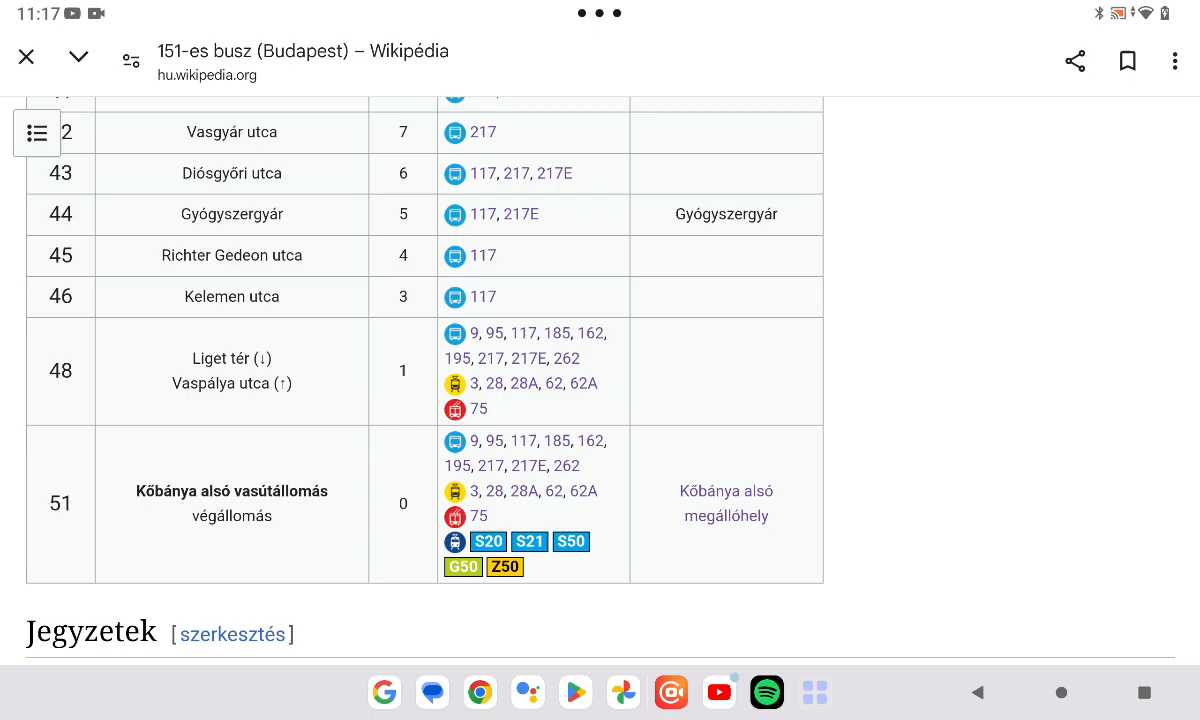 11:17
151-es busz (Budapest) – Wikipédia
hu.wikipedia.org
2 Vasgyár utca 7 217
43 Diósgyőri utca 6 117, 217, 217E
44 Gyógyszergyár 5 117, 217E Gyógyszergyár
45 Richter Gedeon utca 4 117
46 Kelemen utca 3 117
48 Liget tér (↓) Vaspálya utca (↑) 1
9, 95, 117, 185, 162,
195, 217, 217E, 262
3, 28, 28A, 62, 62A
75
51 Kőbánya alsó vasútállomás
végállomás
0
9, 95, 117, 185, 162,
195, 217, 217E, 262
3, 28, 28A, 62, 62A
75
S20 S21 S50
G50 Z50
Kőbánya alsó
megállóhely
Jegyzetek [szerkesztés]